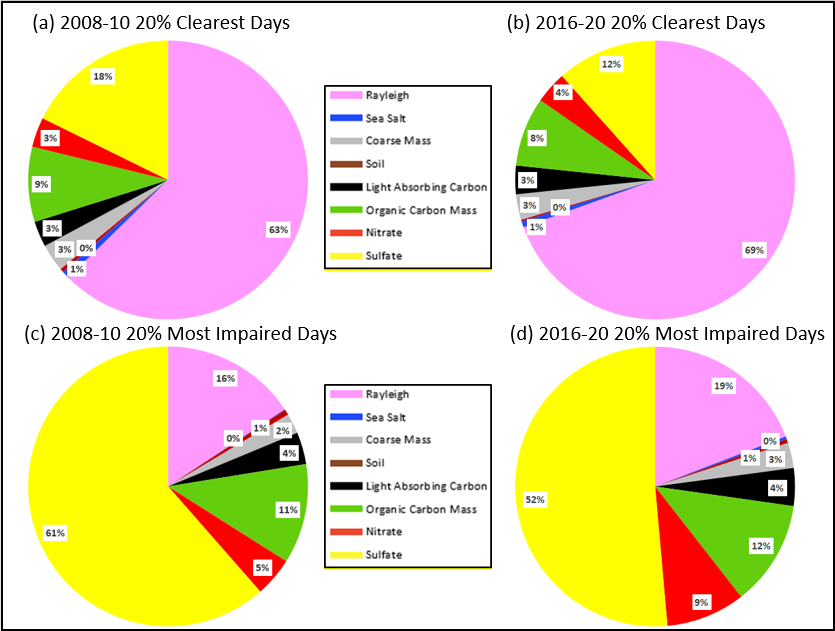 (a) 2008-10 20% Clearest Days
(b) 2016-20 20% Clearest Days
18%
3%
9%
3%
3%
0%
1%
63%
Rayleigh
Sea Salt
Coarse Mass
Soil
Light Absorbing Carbon
Organic Carbon Mass
Nitrate
Sulfate
12%
4%
8%
3%
3%
0%
1%
69%
(c) 2008-10 20% Most Impaired Days
(d) 2016-20 20% Most Impaired Days
16%
1%
0%
2%
4%
11%
5%
61%
Rayleigh
Sea Salt
Coarse Mass
Soil
Light Absorbing Carbon
Organic Carbon Mass
Nitrate
Sulfate
19%
0%
1%
3%
4%
12%
9%
52%